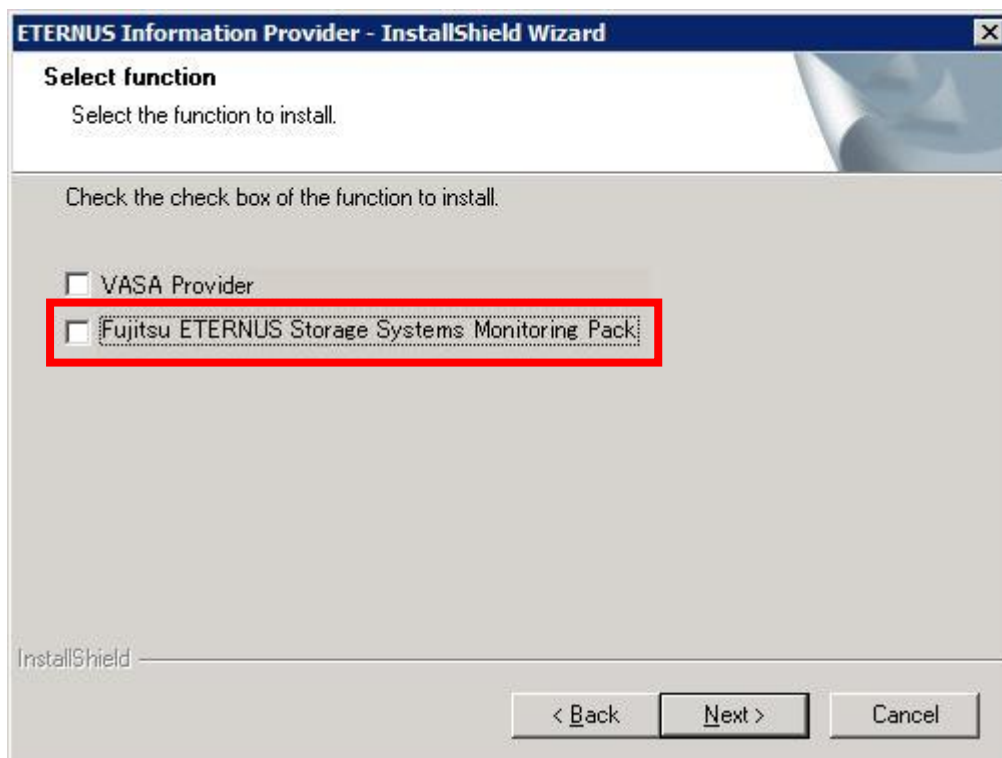 ETERNUS Information Provider - InstallShield Wizard
Select function
Select the function to install.
Check the check box of the function to install.
VASA Provider
Fujitsu ETERNUS Storage Systems Monitoring Pack
InstallShield
< Back Next > Cancel